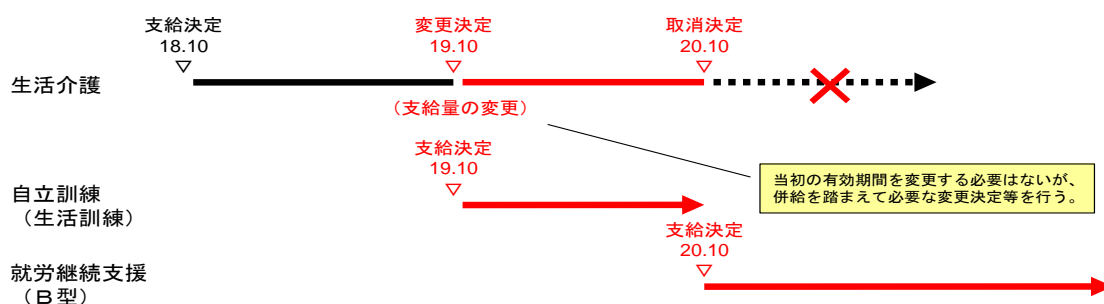 支給決定
18.10
▽
変更決定
19.10
▽
取消決定
20.10
▽
生活介護
(支給量の変更)
支給決定
19.10
▽
当初の有効期間を変更する必要はないが、
併給を踏まえて必要な変更決定等を行う。
自立訓練
(生活訓練)
支給決定
20.10
▽
就労継続支援
(B型)